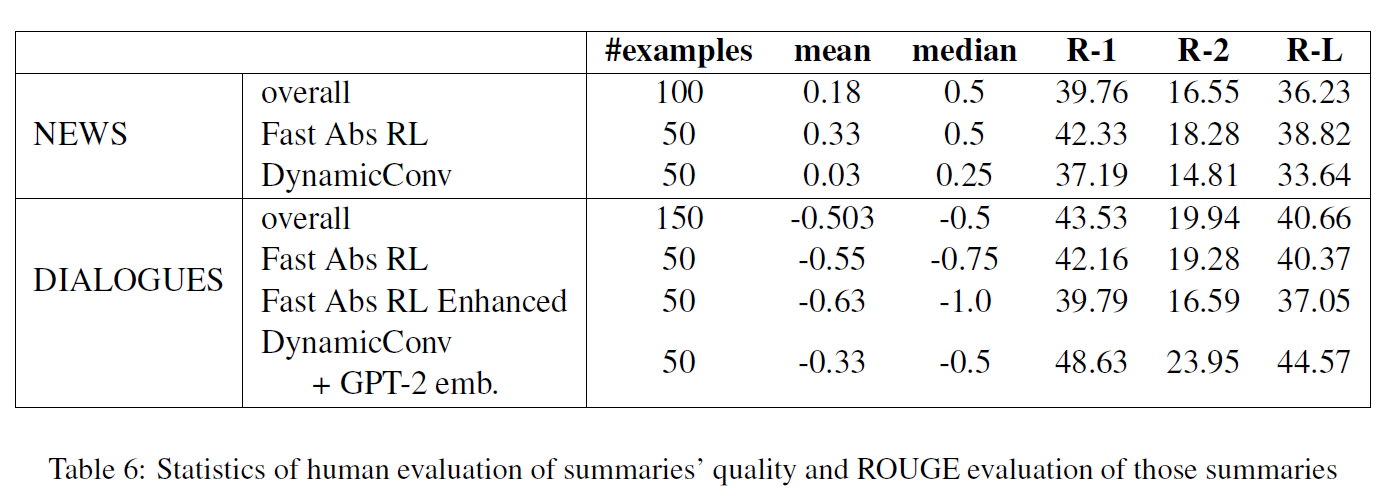 #examples mean median R-1 R-2 R-L
NEWS
overall 100 0.18 0.5 39.76 16.55 36.23
Fast Abs RL 50 0.33 0.5 42.33 18.28 38.82
DynamicConv 50 0.03 0.25 37.19 14.81 33.64
DIALOGUES
overall 150 -0.503 -0.5 43.53 19.94 40.66
Fast Abs RL 50 -0.55 -0.75 42.16 19.28 40.37
Fast Abs RL Enhanced 50 -0.63 -1.0 39.79 16.59 37.05
DynamicConv
+ GPT-2 emb. 50 -0.33 -0.5 48.63 23.95 44.57
Table 6: Statistics of human evaluation of summaries' quality and ROUGE evaluation of those summaries